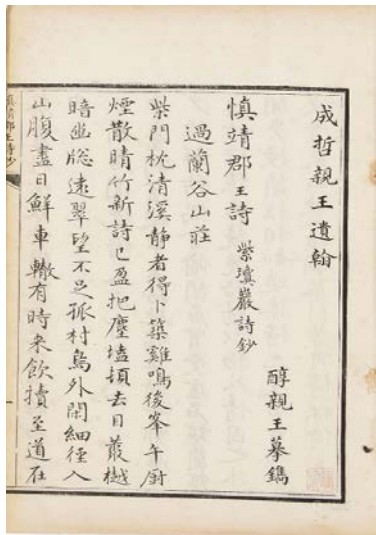 成哲親王遺翰
醇親王摹鐫
慎靖郡王詩 紫瓊巖詩鈔
過蘭谷山莊
柴門枕清溪靜者得卜築雞鳴後峯午廚
煙散晴竹新詩已盈把塵壒頓去目叢樾
暗幽牕遠翠望不足孤村鳥外閑細徑入
山腹盡日鮮車轍有時来飲犢至道在